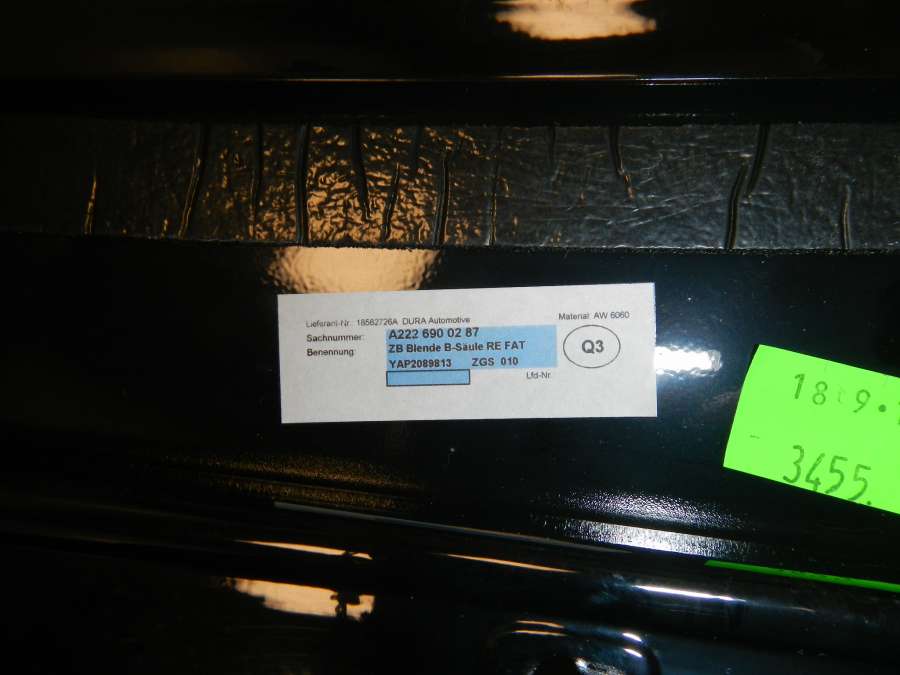 Lieferant-Nr.: 18562726A DURA Automotive
Material: AW 6060
Sachnummer: A222 690 02 87
Benennung: ZB Blende B-Säule RE FAT
Q3
YAP2089813 ZGS 010
Lfd-Nr.
3455.